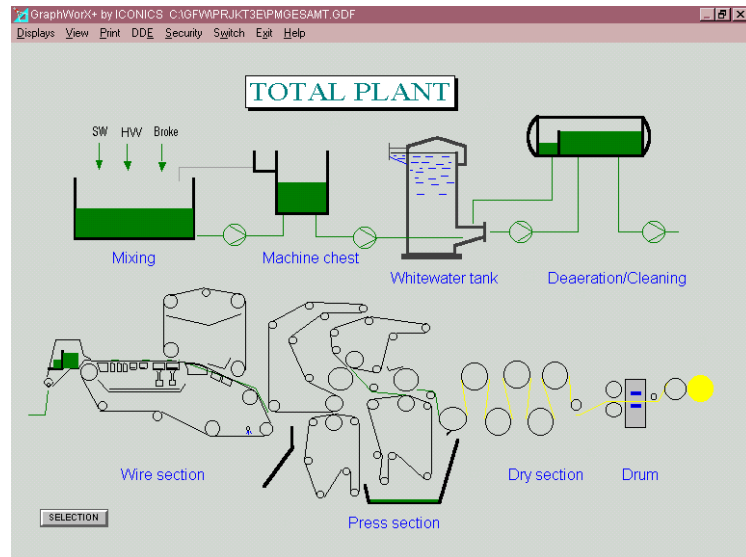 GraphWorX+ by ICONICS C:\GFW\PRJKT3E\PMGESAMT.GDF
Displays View Print DDE Security Switch Exit Help
TOTAL PLANT
SW HW Broke
Mixing
Machine chest
Whitewater tank
Deaeration/Cleaning
Wire section
Press section
Dry section
Drum
SELECTION